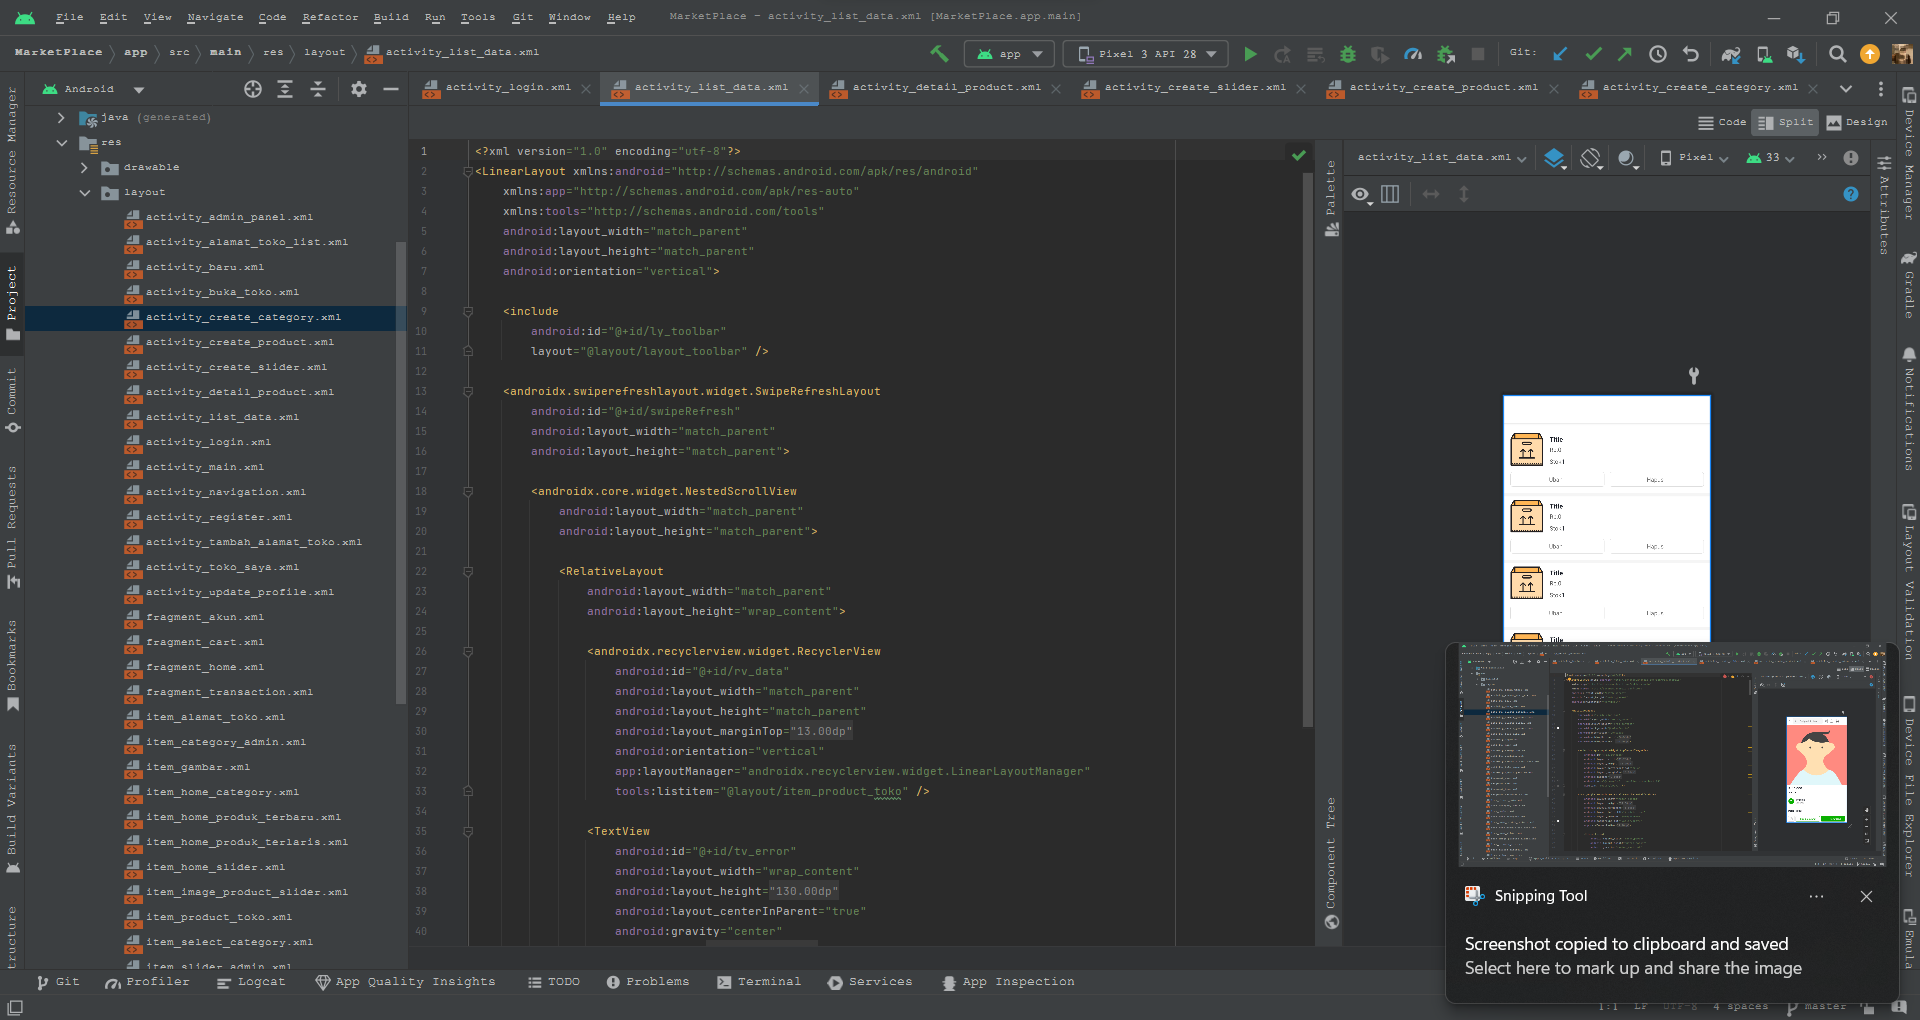 File Edit View Navigate Code Refactor Build Run Tools Git Window Help MarketPlace – activity_list_data.xml [MarketPlace.app.main]
MarketPlace app src main res layout activity_list_data.xml app Pixel 3 API 28 Git:
Android
activity_login.xml activity_list_data.xml activity_detail_product.xml activity_create_slider.xml activity_create_product.xml activity_create_category.xml
Code Split Design
Resource Manager
Project
Commit
Pull Requests
Bookmarks
Build Variants
java (generated)
res
drawable
layout
activity_admin_panel.xml
activity_alamat_toko_list.xml
activity_baru.xml
activity_buka_toko.xml
activity_create_category.xml
activity_create_product.xml
activity_create_slider.xml
activity_detail_product.xml
activity_list_data.xml
activity_login.xml
activity_main.xml
activity_navigation.xml
activity_register.xml
activity_tambah_alamat_toko.xml
activity_toko_saya.xml
activity_update_profile.xml
fragment_akun.xml
fragment_cart.xml
fragment_home.xml
fragment_transaction.xml
item_alamat_toko.xml
item_category_admin.xml
item_gambar.xml
item_home_category.xml
item_home_produk_terbaru.xml
item_home_produk_terlaris.xml
item_home_slider.xml
item_image_product_slider.xml
item_product_toko.xml
item_select_category.xml
item_slider_admin.xml
1 <?xml version="1.0" encoding="utf-8"?>
2 <LinearLayout xmlns:android="http://schemas.android.com/apk/res/android"
3 xmlns:app="http://schemas.android.com/apk/res-auto"
4 xmlns:tools="http://schemas.android.com/tools"
5 android:layout_width="match_parent"
6 android:layout_height="match_parent"
7 android:orientation="vertical">
8
9 <include
10 android:id="@+id/ly_toolbar"
11 layout="@layout/layout_toolbar" />
12
13 <androidx.swiperefreshlayout.widget.SwipeRefreshLayout
14 android:id="@+id/swipeRefresh"
15 android:layout_width="match_parent"
16 android:layout_height="match_parent">
17
18 <androidx.core.widget.NestedScrollView
19 android:layout_width="match_parent"
20 android:layout_height="match_parent">
21
22 <RelativeLayout
23 android:layout_width="match_parent"
24 android:layout_height="wrap_content">
25
26 <androidx.recyclerview.widget.RecyclerView
27 android:id="@+id/rv_data"
28 android:layout_width="match_parent"
29 android:layout_height="match_parent"
30 android:layout_marginTop="13.00dp"
31 android:orientation="vertical"
32 app:layoutManager="androidx.recyclerview.widget.LinearLayoutManager"
33 tools:listitem="@layout/item_product_toko" />
34
35 <TextView
36 android:id="@+id/tv_error"
37 android:layout_width="wrap_content"
38 android:layout_height="130.00dp"
39 android:layout_centerInParent="true"
40 android:gravity="center"
Palette
Component Tree
activity_list_data.xml Pixel 33
Title
Title
Title
Title
Attributes
Device Manager
Gradle
Notifications
Layout Validation
Device File Explorer
Snipping Tool
Screenshot copied to clipboard and saved
Select here to mark up and share the image
Git Profiler Logcat App Quality Insights TODO Problems Terminal Services App Inspection
1:1 LF UTF-8 4 spaces master